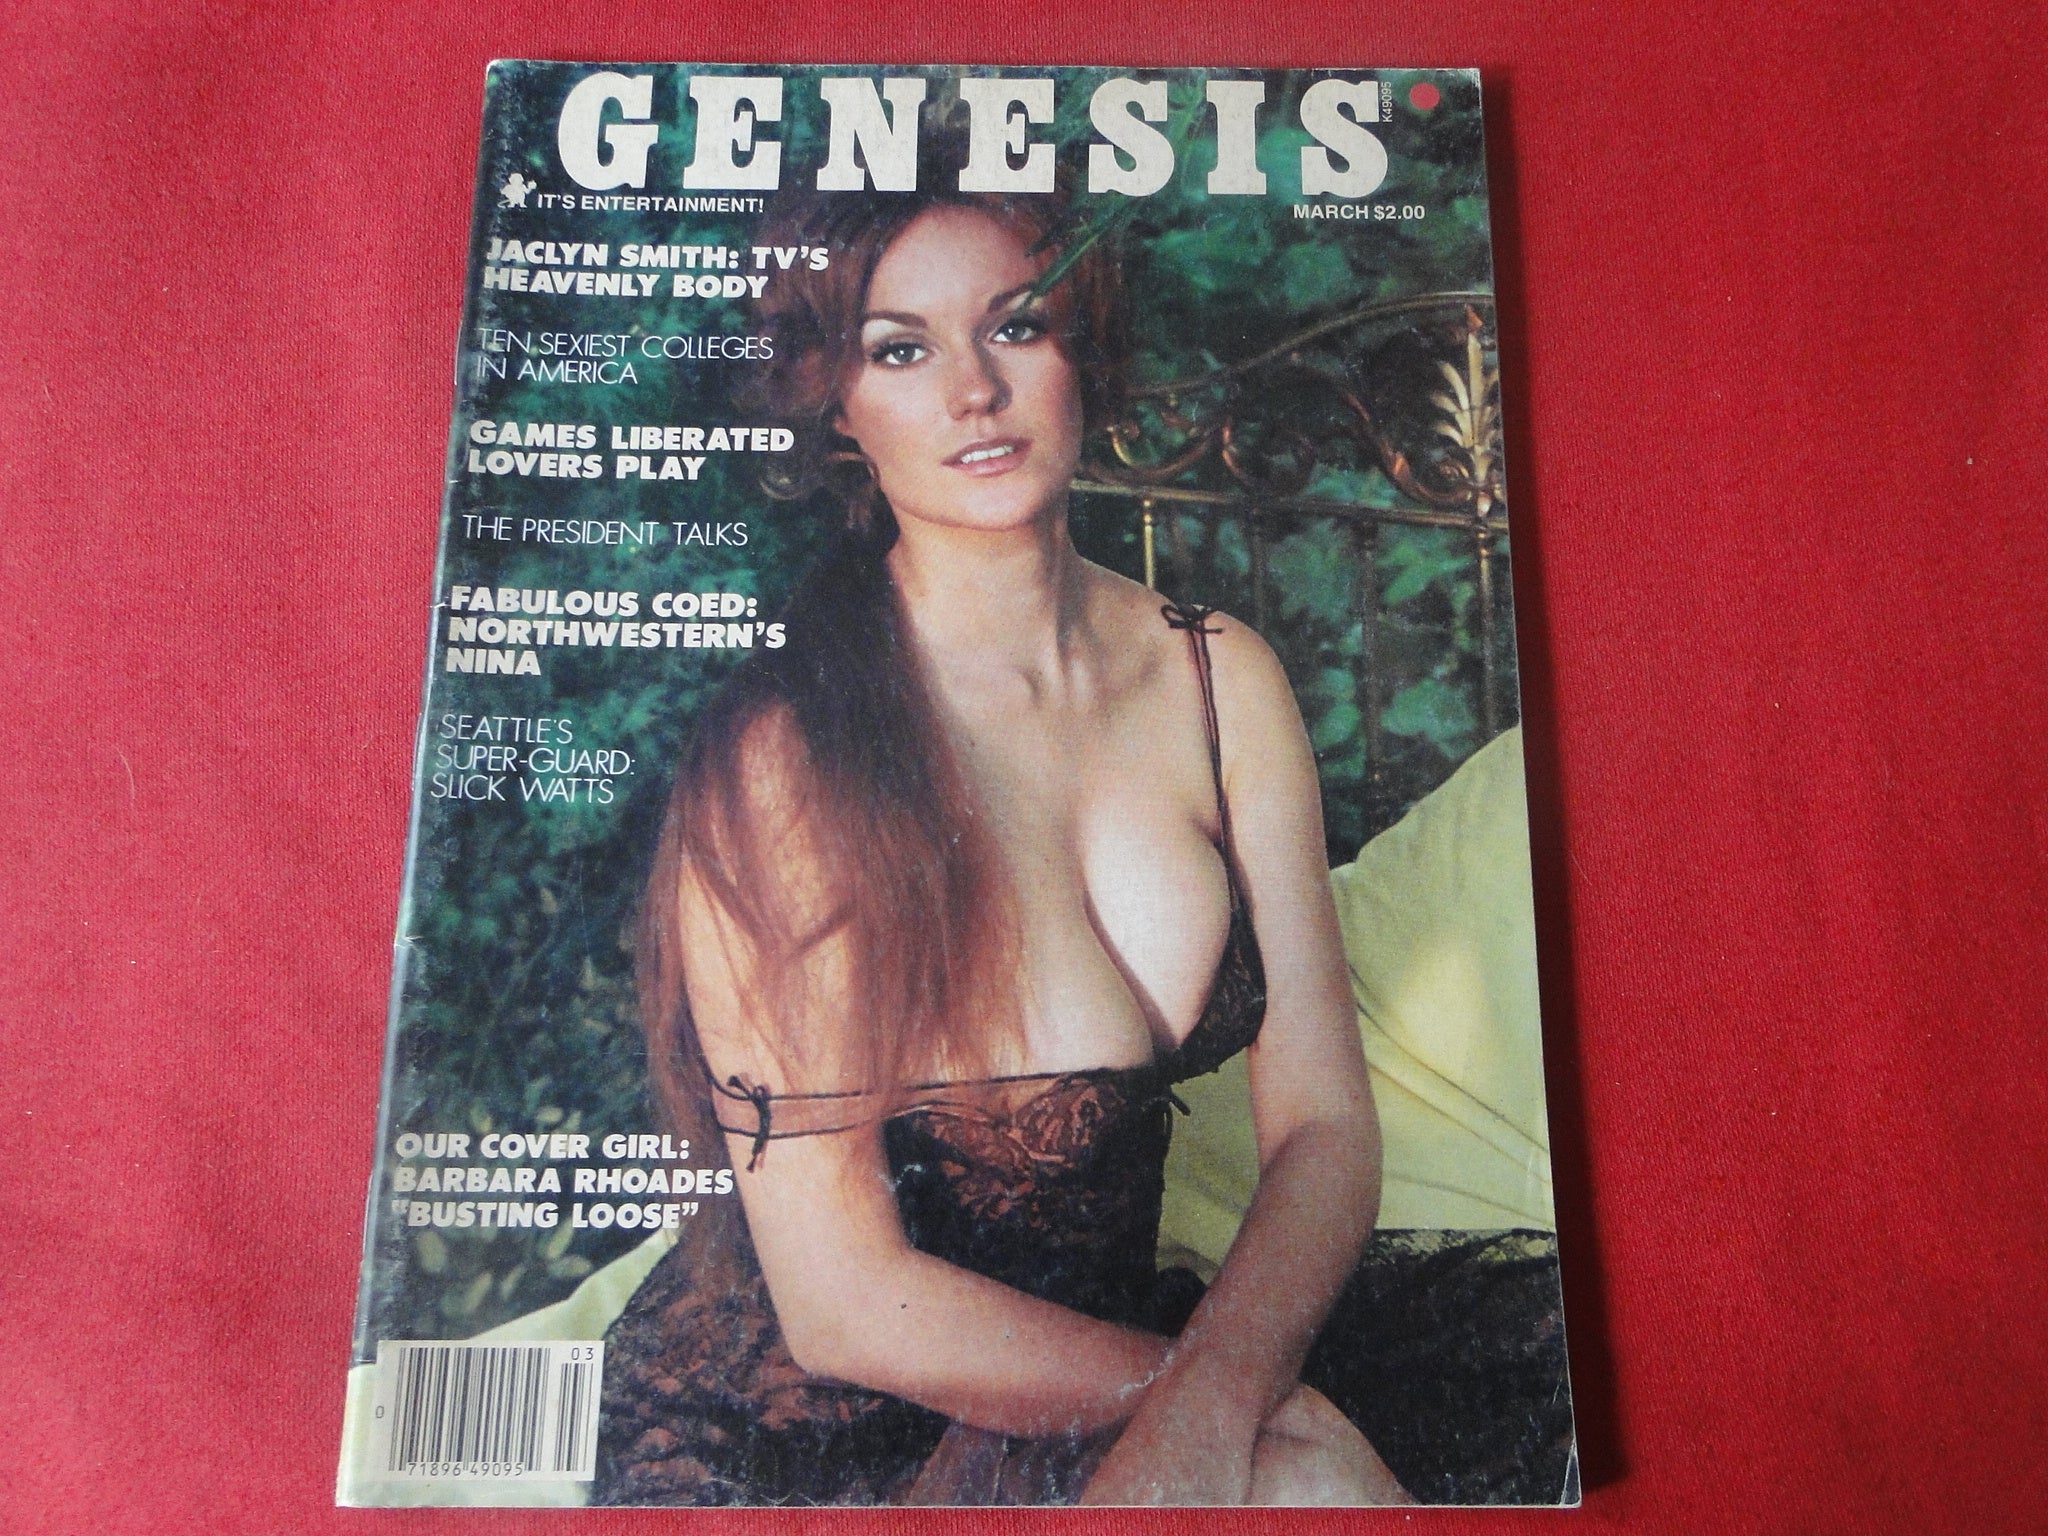 GENESIS
K49095
IT'S ENTERTAINMENT!
MARCH $2.00
JACLYN SMITH: TV'S
HEAVENLY BODY
TEN SEXIEST COLLEGES
IN AMERICA
GAMES LIBERATED
LOVERS PLAY
THE PRESIDENT TALKS
FABULOUS COED:
NORTHWESTERN'S
NINA
SEATTLE'S
SUPER-GUARD:
SLICK WATTS
OUR COVER GIRL:
BARBARA RHOADES
"BUSTING LOOSE"
03
0 71896 49095